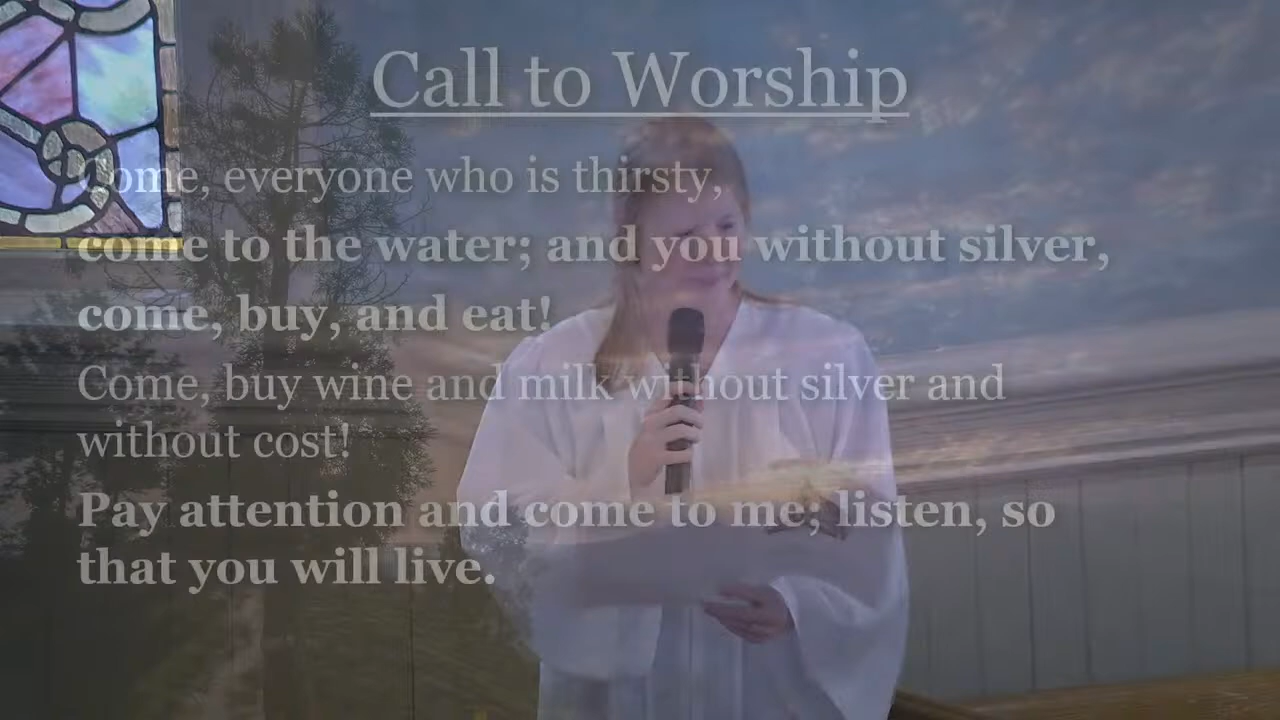 Call to Worship
Come, everyone who is thirsty,
come to the water; and you without silver,
come, buy, and eat!
Come, buy wine and milk without silver and
without cost!
Pay attention and come to me; listen, so
that you will live.